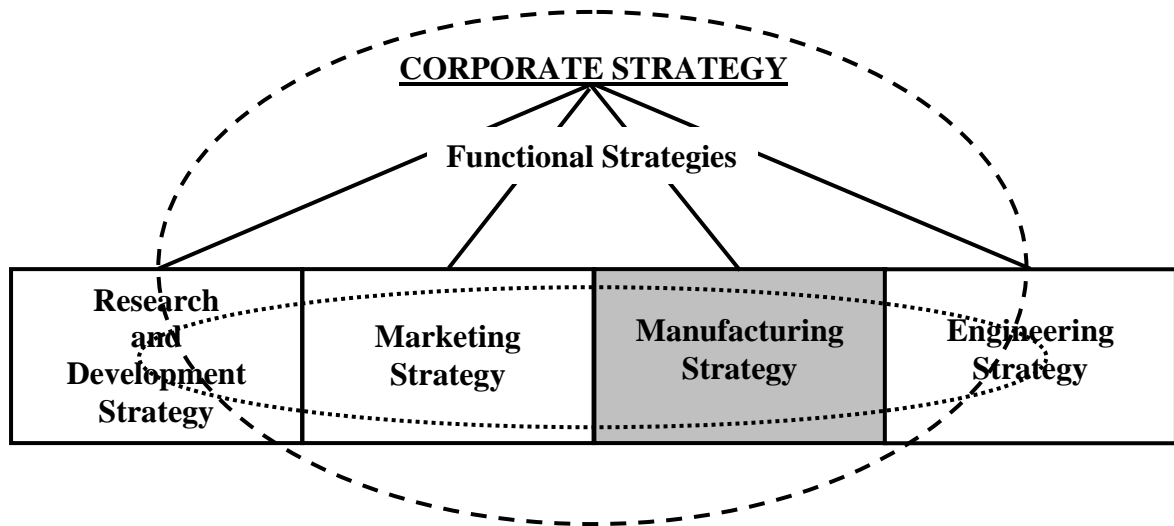 CORPORATE STRATEGY
Functional Strategies
Research
and
Development
Strategy
Marketing
Strategy
Manufacturing
Strategy
Engineering
Strategy